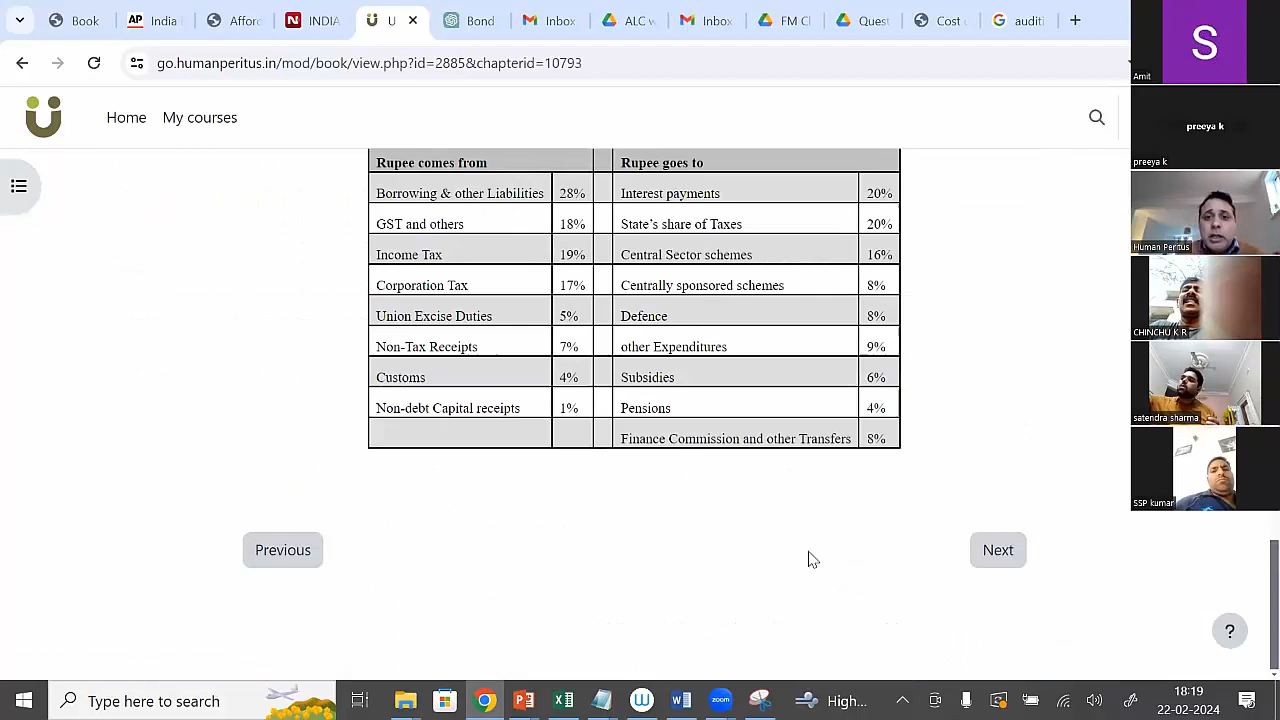 Book
India
Afford
INDIA
U
Bond
Inbo
ALC v
Inbox
FM Cl
Quest
Cost
auditi
go.humanperitus.in/mod/book/view.php?id=2885&chapterid=10793
Home My courses
Rupee comes from Rupee goes to
Borrowing & other Liabilities 28% Interest payments 20%
GST and others 18% State's share of Taxes 20%
Income Tax 19% Central Sector schemes 16%
Corporation Tax 17% Centrally sponsored schemes 8%
Union Excise Duties 5% Defence 8%
Non-Tax Receipts 7% other Expenditures 9%
Customs 4% Subsidies 6%
Non-debt Capital receipts 1% Pensions 4%
Finance Commission and other Transfers 8%
Previous Next
?
S
Amit
preeya k
preeya k
Human Peritus
CHINCHU K R
satendra sharma
SSP kumar
Type here to search
High...
18:19
22-02-2024